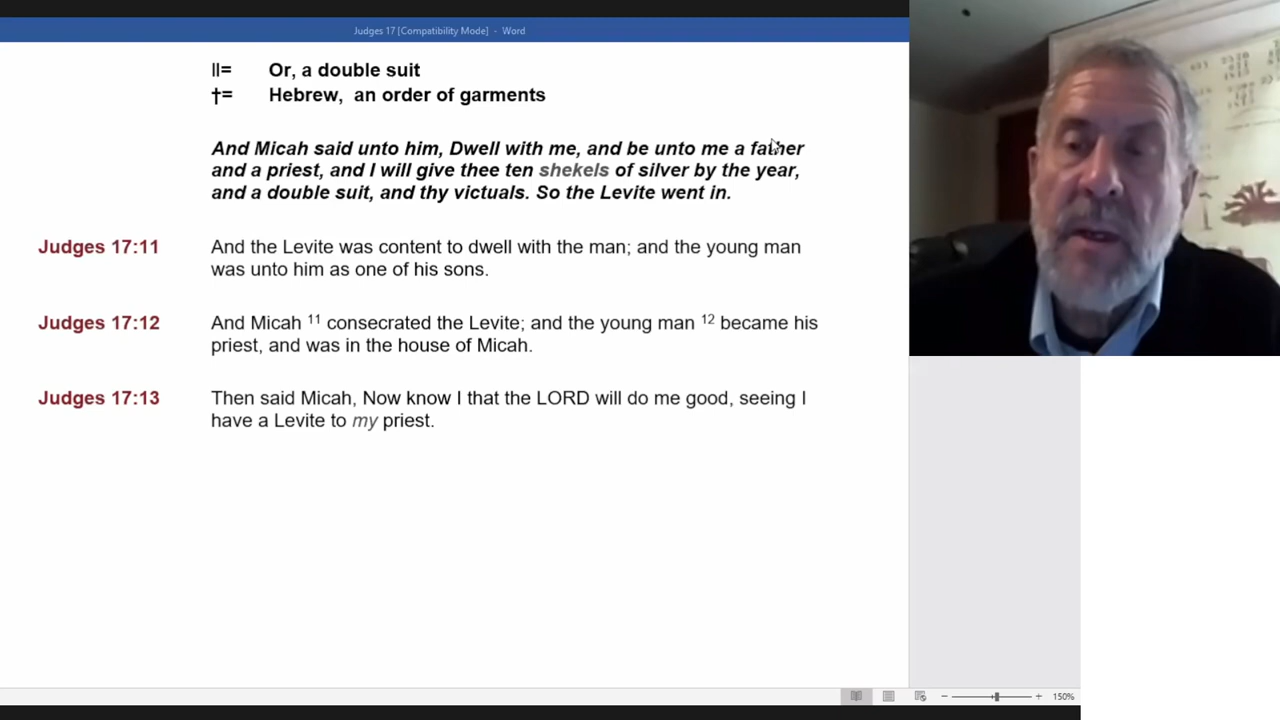 Judges 17 [Compatibility Mode] - Word
||= Or, a double suit
†= Hebrew, an order of garments
And Micah said unto him, Dwell with me, and be unto me a father
and a priest, and I will give thee ten shekels of silver by the year,
and a double suit, and thy victuals. So the Levite went in.
Judges 17:11 And the Levite was content to dwell with the man; and the young man
was unto him as one of his sons.
Judges 17:12 And Micah 11 consecrated the Levite; and the young man 12 became his
priest, and was in the house of Micah.
Judges 17:13 Then said Micah, Now know I that the LORD will do me good, seeing I
have a Levite to my priest.
150%